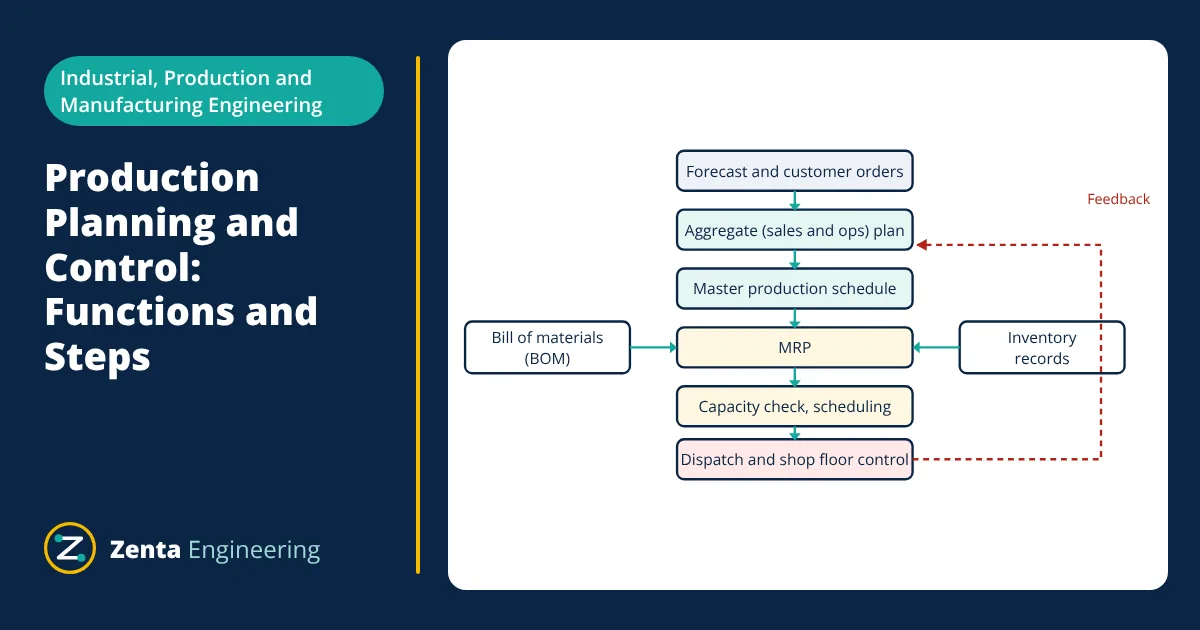 Industrial, Production and
Manufacturing Engineering
Production
Planning and
Control:
Functions and
Steps
Zenta Engineering
Forecast and customer orders
Feedback
Aggregate (sales and ops) plan
Master production schedule
Bill of materials
(BOM)
MRP
Inventory
records
Capacity check, scheduling
Dispatch and shop floor control